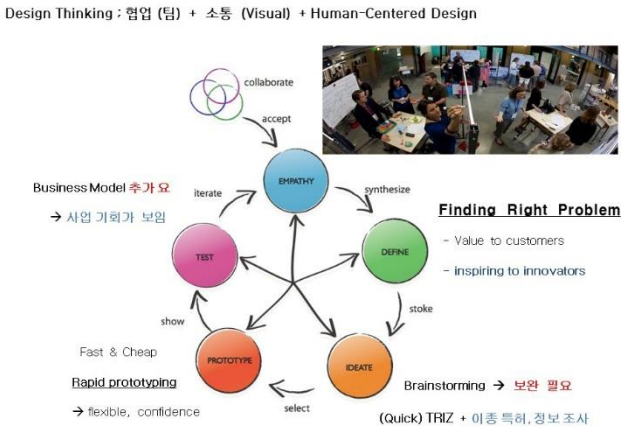 Design Thinking : 협업 (팀) + 소통 (Visual) + Human-Centered Design
collaborate
accept
EMPATHY
Business Model 추가 요
→ 사업 기회가 보임
iterate
synthesize
Finding Right Problem
- Value to customers
- inspiring to innovators
TEST
DEFINE
show
stoke
Fast & Cheap
Rapid prototyping
→ flexible, confidence
PROTOTYPE
IDEATE
select
Brainstorming → 보완 필요
(Quick) TRIZ + 이종 특허, 정보 조사